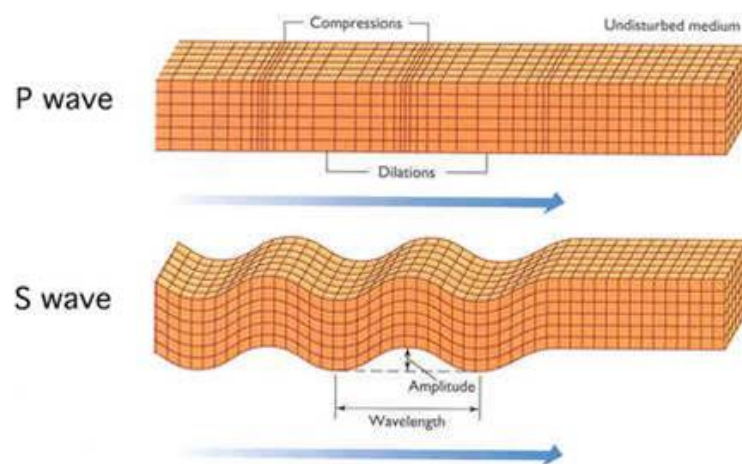 Compressions
Undisturbed medium
P wave
Dilations
S wave
Amplitude
Wavelength